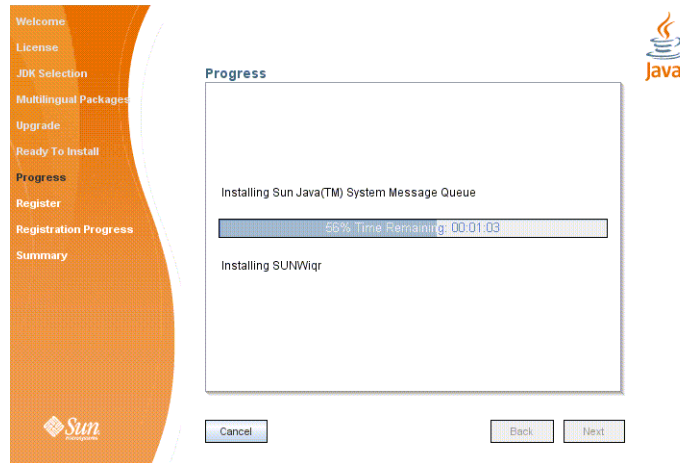 Welcome
License
JDK Selection
Multilingual Packages
Upgrade
Ready To Install
Progress
Register
Registration Progress
Summary
Sun
Java
Progress
Installing Sun Java(TM) System Message Queue
56% Time Remaining: 00:01:03
Installing SUNWiqr
Cancel
Back
Next